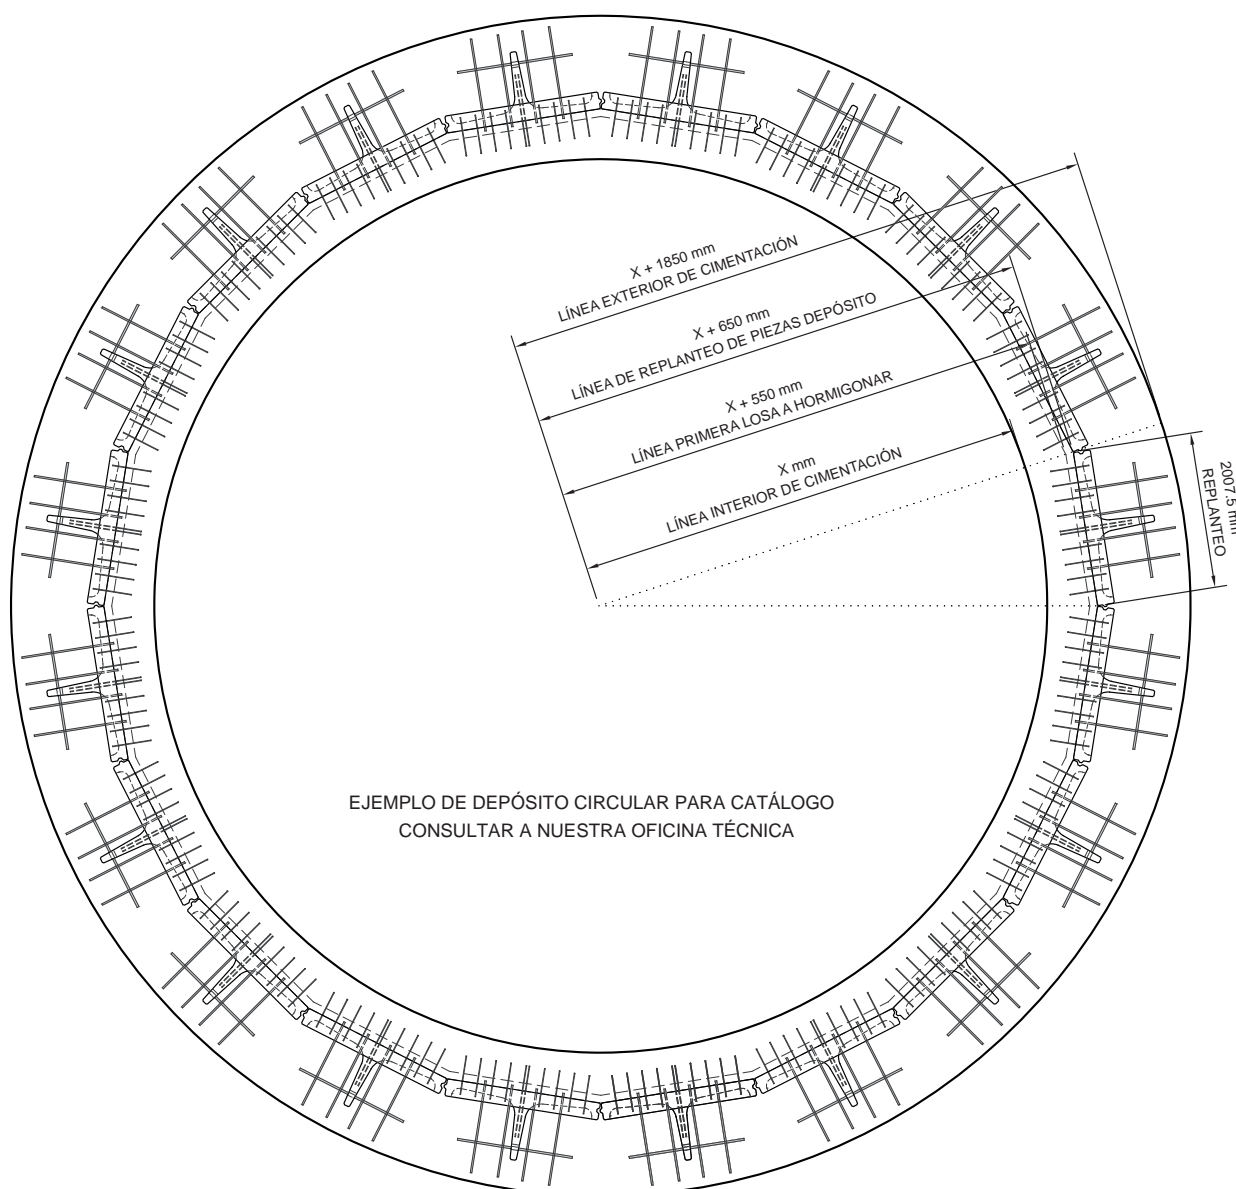 X + 1850 mm
LÍNEA EXTERIOR DE CIMENTACIÓN
X + 650 mm
LÍNEA DE REPLANTEO DE PIEZAS DEPÓSITO
X + 550 mm
LÍNEA PRIMERA LOSA A HORMIGONAR
X mm
LÍNEA INTERIOR DE CIMENTACIÓN
2007.5 mm
REPLANTEO
EJEMPLO DE DEPÓSITO CIRCULAR PARA CATÁLOGO
CONSULTAR A NUESTRA OFICINA TÉCNICA